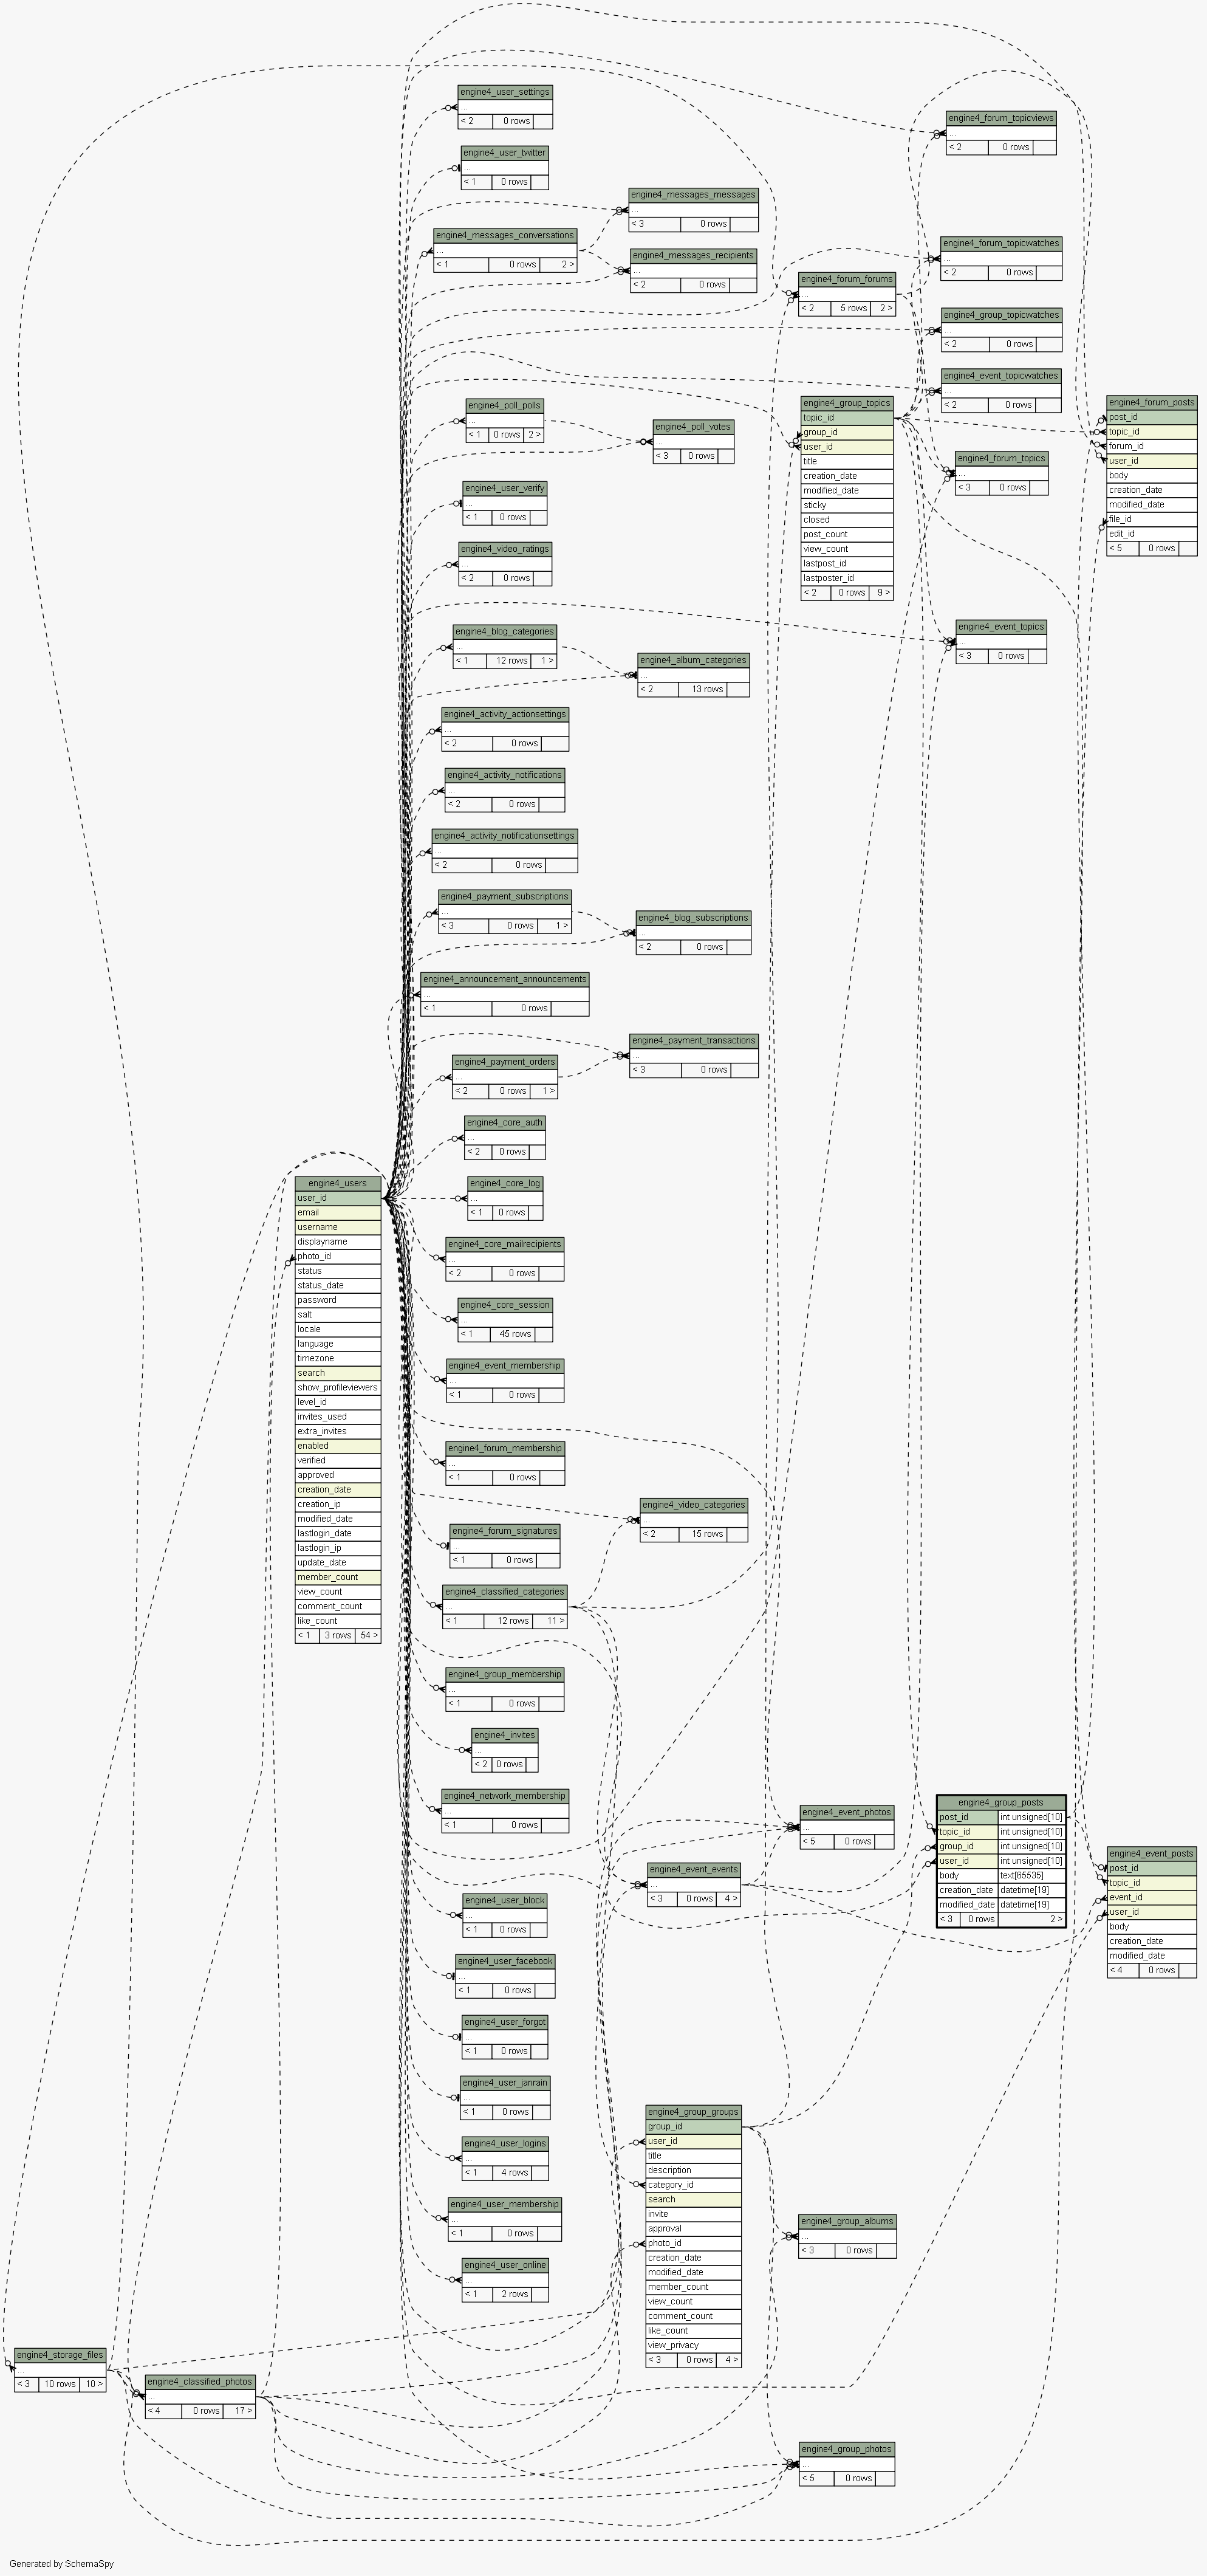 engine4_user_settings
...
< 2 0 rows
engine4_user_twitter
...
< 1 0 rows
engine4_messages_messages
...
< 3 0 rows
engine4_messages_conversations
...
< 1 0 rows 2 >
engine4_messages_recipients
...
< 2 0 rows
engine4_forum_forums
...
< 2 5 rows 2 >
engine4_forum_topicviews
...
< 2 0 rows
engine4_forum_topicwatches
...
< 2 0 rows
engine4_group_topicwatches
...
< 2 0 rows
engine4_event_topicwatches
...
< 2 0 rows
engine4_poll_polls
...
< 1 0 rows 2 >
engine4_poll_votes
...
< 3 0 rows
engine4_group_topics
topic_id
group_id
user_id
title
creation_date
modified_date
sticky
closed
post_count
view_count
lastpost_id
lastposter_id
< 2 0 rows 9 >
engine4_forum_posts
post_id
topic_id
forum_id
user_id
body
creation_date
modified_date
file_id
edit_id
< 5 0 rows
engine4_forum_topics
...
< 3 0 rows
engine4_user_verify
...
< 1 0 rows
engine4_video_ratings
...
< 2 0 rows
engine4_event_topics
...
< 3 0 rows
engine4_blog_categories
...
< 1 12 rows 1 >
engine4_album_categories
...
< 2 13 rows
engine4_activity_actionsettings
...
< 2 0 rows
engine4_activity_notifications
...
< 2 0 rows
engine4_activity_notificationsettings
...
< 2 0 rows
engine4_payment_subscriptions
...
< 3 0 rows 1 >
engine4_blog_subscriptions
...
< 2 0 rows
engine4_announcement_announcements
...
< 1 0 rows
engine4_payment_transactions
...
< 3 0 rows
engine4_payment_orders
...
< 2 0 rows 1 >
engine4_core_auth
...
< 2 0 rows
engine4_users
user_id
email
username
displayname
photo_id
status
status_date
password
salt
locale
language
timezone
search
show_profileviewers
level_id
invites_used
extra_invites
enabled
verified
approved
creation_date
creation_ip
modified_date
lastlogin_date
lastlogin_ip
update_date
member_count
view_count
comment_count
like_count
< 1 3 rows 54 >
engine4_core_log
...
< 1 0 rows
engine4_core_mailrecipients
...
< 2 0 rows
engine4_core_session
...
< 1 45 rows
engine4_event_membership
...
< 1 0 rows
engine4_forum_membership
...
< 1 0 rows
engine4_video_categories
...
< 2 15 rows
engine4_forum_signatures
...
< 1 0 rows
engine4_classified_categories
...
< 1 12 rows 11 >
engine4_group_membership
...
< 1 0 rows
engine4_invites
...
< 2 0 rows
engine4_network_membership
...
< 1 0 rows
engine4_event_photos
...
< 5 0 rows
engine4_group_posts
post_id int unsigned[10]
topic_id int unsigned[10]
group_id int unsigned[10]
user_id int unsigned[10]
body text[65535]
creation_date datetime[19]
modified_date datetime[19]
< 3 0 rows 2 >
engine4_event_posts
post_id
topic_id
event_id
user_id
body
creation_date
modified_date
< 4 0 rows
engine4_event_events
...
< 3 0 rows 4 >
engine4_user_block
...
< 1 0 rows
engine4_user_facebook
...
< 1 0 rows
engine4_user_forgot
...
< 1 0 rows
engine4_user_janrain
...
< 1 0 rows
engine4_group_groups
group_id
user_id
title
description
category_id
search
invite
approval
photo_id
creation_date
modified_date
member_count
view_count
comment_count
like_count
view_privacy
< 3 0 rows 4 >
engine4_user_logins
...
< 1 4 rows
engine4_user_membership
...
< 1 0 rows
engine4_group_albums
...
< 3 0 rows
engine4_user_online
...
< 1 2 rows
engine4_storage_files
...
< 3 10 rows 10 >
engine4_classified_photos
...
< 4 0 rows 17 >
engine4_group_photos
...
< 5 0 rows
Generated by SchemaSpy